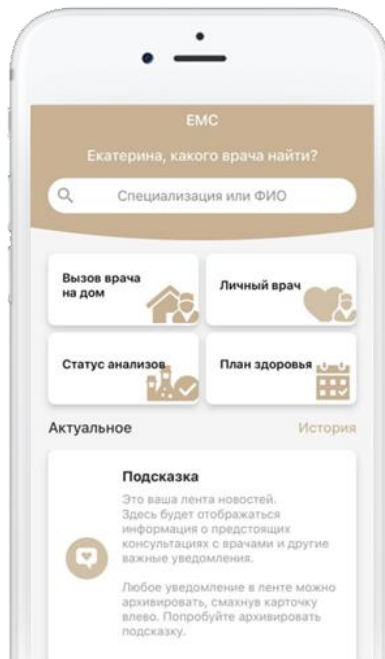 EMC
Екатерина, какого врача найти?
Специализация или ФИО
Вызов врача
на дом
Личный врач
Статус анализов
План здоровья
Актуальное
История
Подсказка
Это ваша лента новостей.
Здесь будет отображаться
информация о предстоящих
консультациях с врачами и другие
важные уведомления.
Любое уведомление в ленте можно
архивировать, смахнув карточку
влево. Попробуйте архивировать
подсказку.